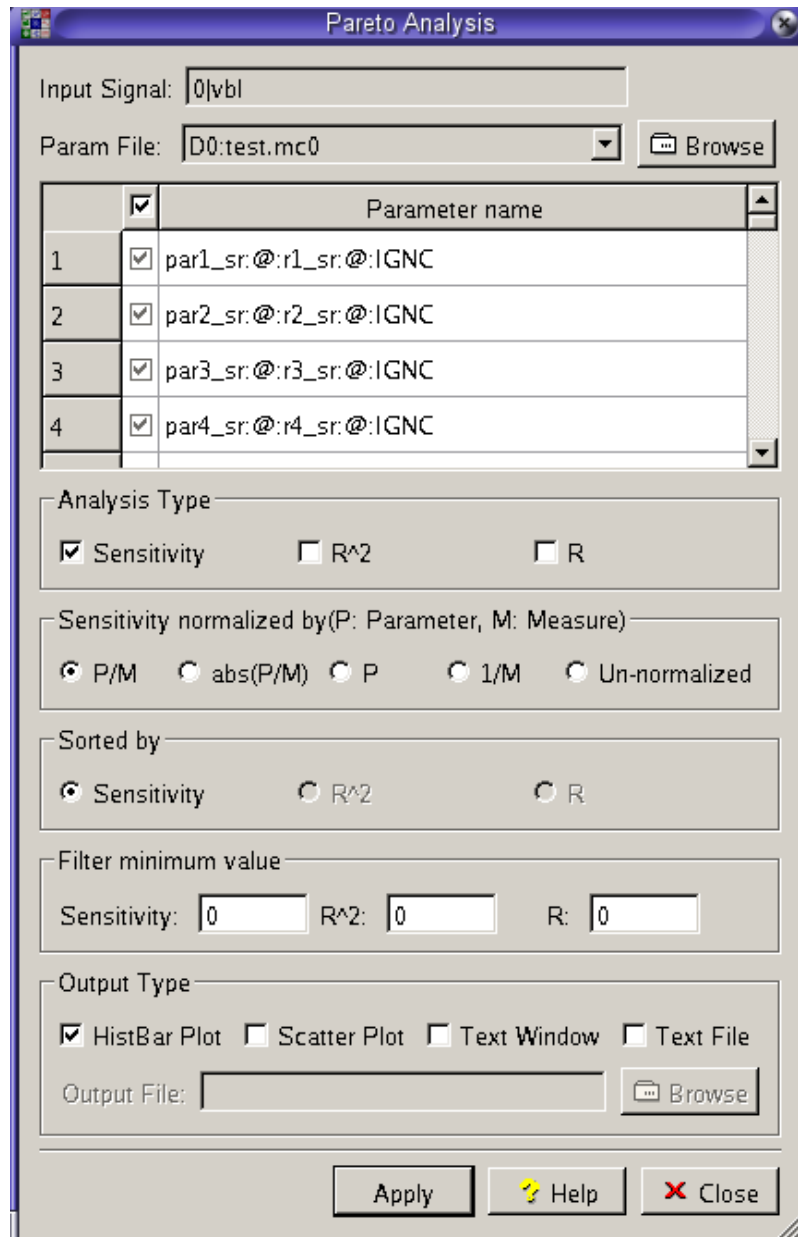 Pareto Analysis
Input Signal: 0|vbl
Param File: D0:test.mc0 Browse
Parameter name
1 par1_sr:@:r1_sr:@:IGNC
2 par2_sr:@:r2_sr:@:IGNC
3 par3_sr:@:r3_sr:@:IGNC
4 par4_sr:@:r4_sr:@:IGNC
Analysis Type
Sensitivity R^2 R
Sensitivity normalized by(P: Parameter, M: Measure)
P/M abs(P/M) P 1/M Un-normalized
Sorted by
Sensitivity R^2 R
Filter minimum value
Sensitivity: 0 R^2: 0 R: 0
Output Type
HistBar Plot Scatter Plot Text Window Text File
Output File: Browse
Apply Help Close